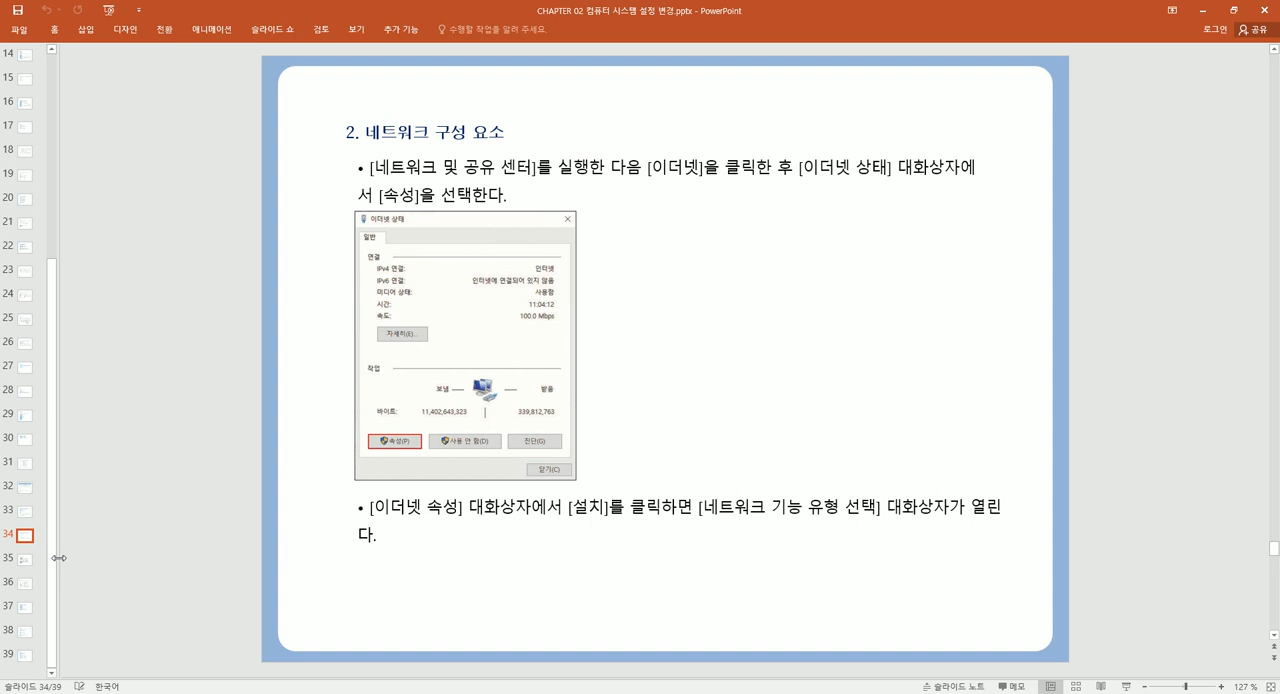 CHAPTER 02 컴퓨터 시스템 설정 변경.pptx - PowerPoint
파일 홈 삽입 디자인 전환 애니메이션 슬라이드 쇼 검토 보기 추가 기능 수행할 작업을 알려 주세요. 로그인 공유
14
15
16
17
18
19
20
21
22
23
24
25
26
27
28
29
30
31
32
33
34
35
36
37
38
39
2. 네트워크 구성 요소
• [네트워크 및 공유 센터]를 실행한 다음 [이더넷]을 클릭한 후 [이더넷 상태] 대화상자에
서 [속성]을 선택한다.
이더넷 상태
일반
연결
IPv4 연결: 인터넷
IPv6 연결: 인터넷에 연결되어 있지 않음
미디어 상태: 사용함
시간: 11:04:12
속도: 100.0 Mbps
자세히(E)...
작업
보냄 받음
바이트: 11,402,643,323 339,812,763
속성(P) 사용 안 함(D) 진단(G)
닫기(C)
• [이더넷 속성] 대화상자에서 [설치]를 클릭하면 [네트워크 기능 유형 선택] 대화상자가 열린
다.
슬라이드 34/39 한국어 슬라이드 노트 메모 127 %